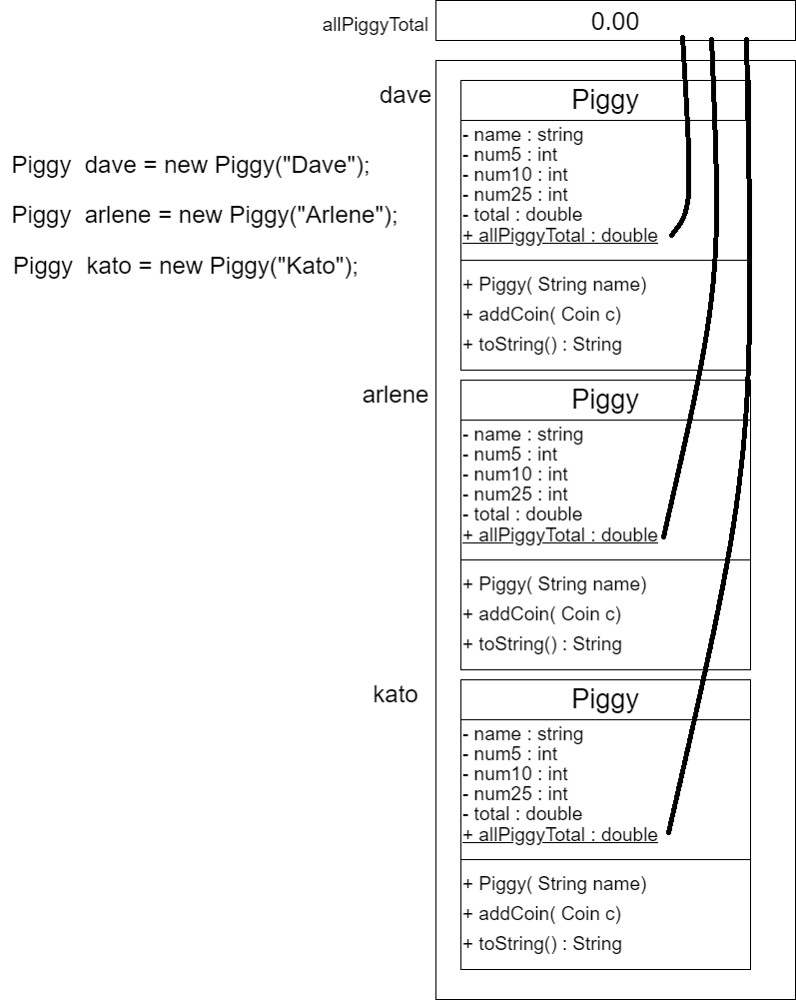 allPiggyTotal 0.00
dave
Piggy
Piggy  dave = new Piggy("Dave");
Piggy  arlene = new Piggy("Arlene");
Piggy  kato = new Piggy("Kato");
- name : string
- num5 : int
- num10 : int
- num25 : int
- total : double
+ allPiggyTotal : double
+ Piggy( String name)
+ addCoin( Coin c)
+ toString() : String
arlene
Piggy
- name : string
- num5 : int
- num10 : int
- num25 : int
- total : double
+ allPiggyTotal : double
+ Piggy( String name)
+ addCoin( Coin c)
+ toString() : String
kato
Piggy
- name : string
- num5 : int
- num10 : int
- num25 : int
- total : double
+ allPiggyTotal : double
+ Piggy( String name)
+ addCoin( Coin c)
+ toString() : String